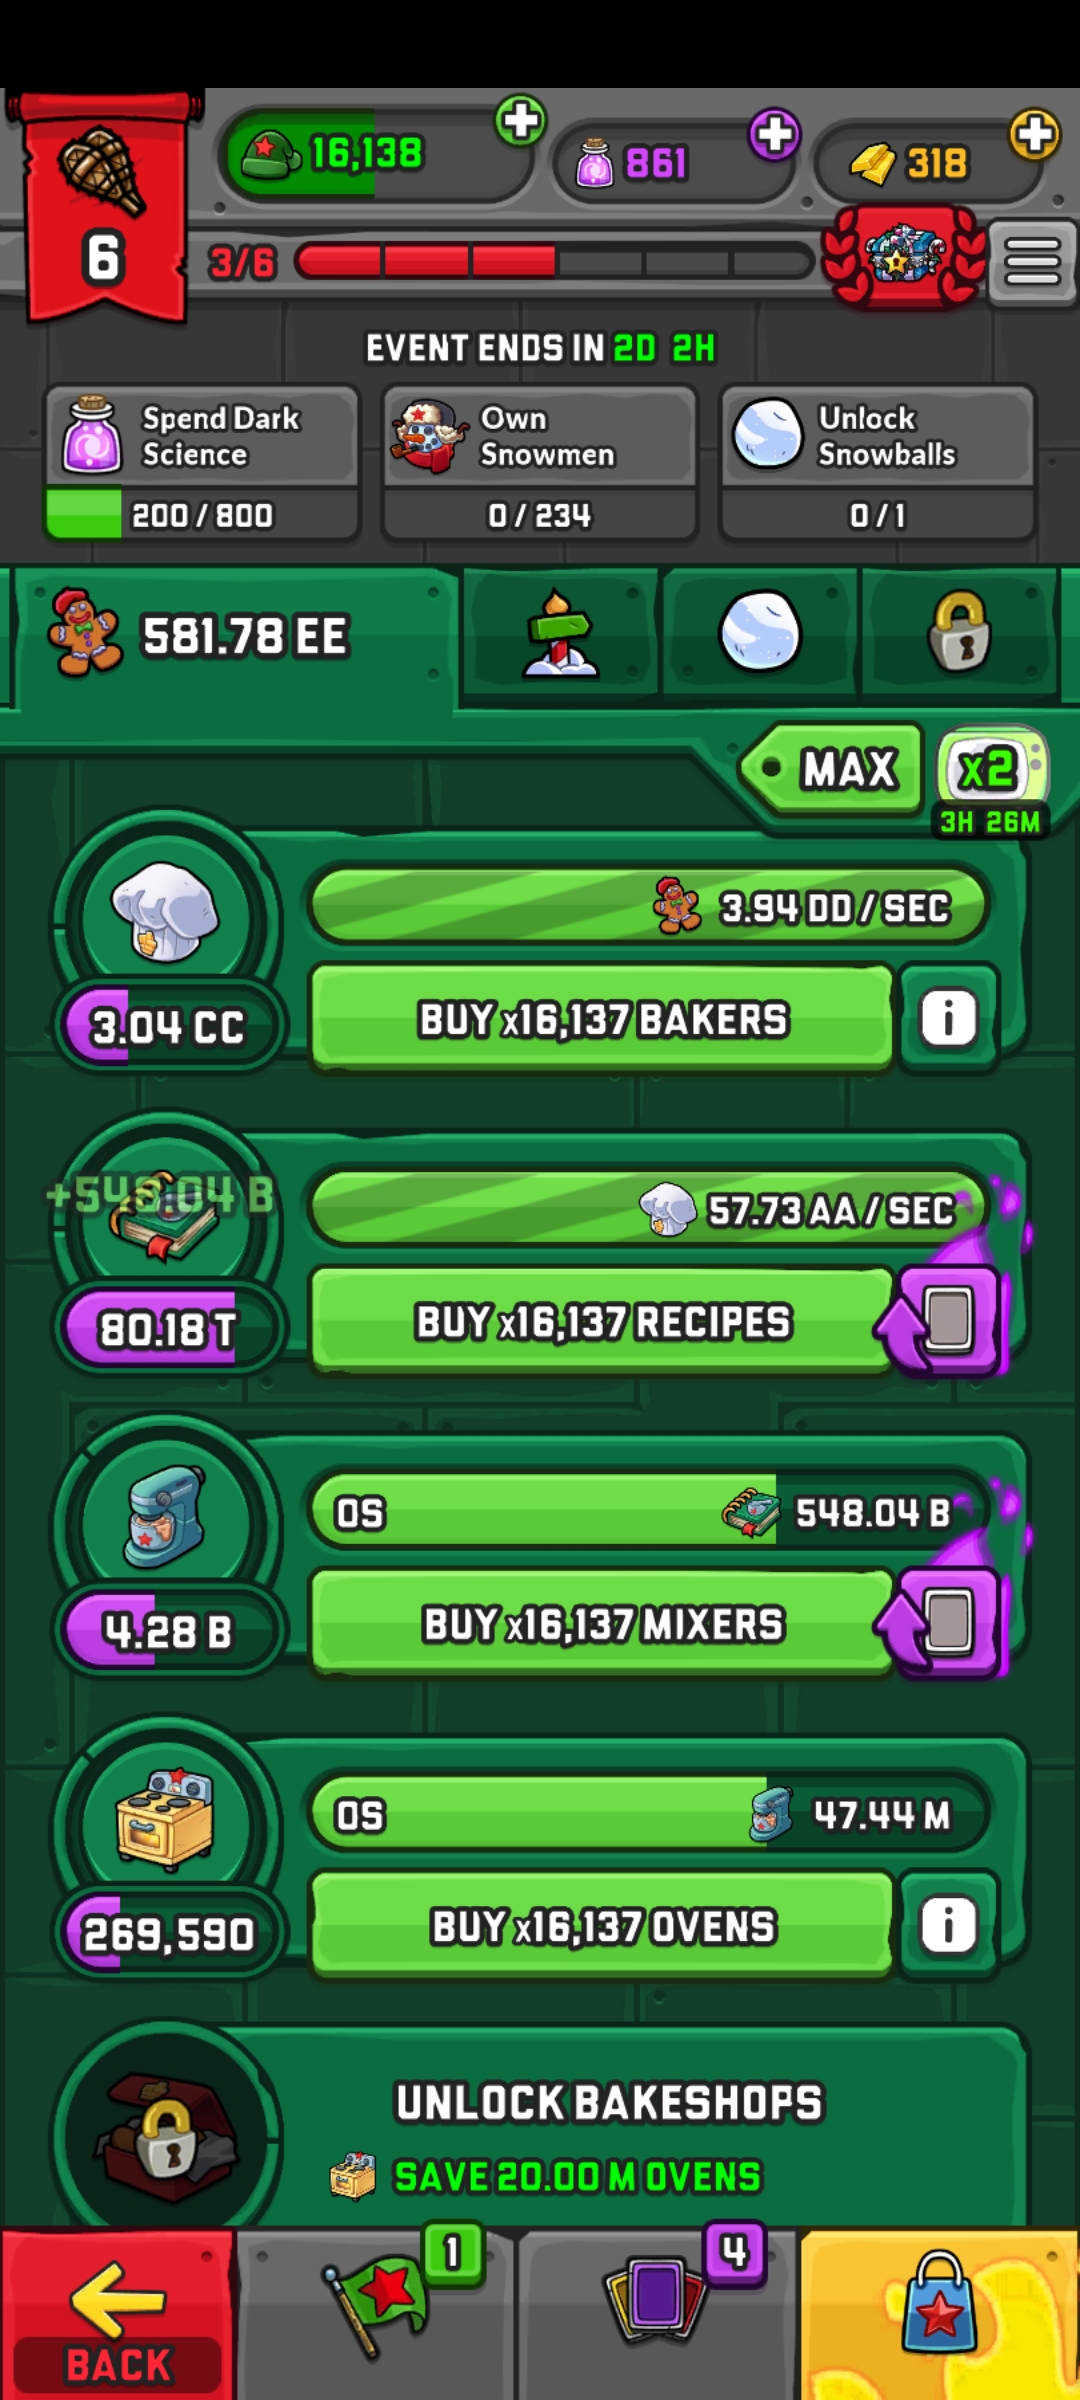 16,138
861
318
6
3/6
EVENT ENDS IN 2D 2H
Spend Dark
Science
200 / 800
Own
Snowmen
0 / 234
Unlock
Snowballs
0 / 1
581.78 EE
MAX
x2
3H 26M
3.94 DD / SEC
3.04 CC
BUY x16,137 BAKERS
i
+548.04 B
57.73 AA / SEC
80.18 T
BUY x16,137 RECIPES
0S
548.04 B
4.28 B
BUY x16,137 MIXERS
0S
47.44 M
269,590
BUY x16,137 OVENS
i
UNLOCK BAKESHOPS
SAVE 20.00 M OVENS
BACK
1
4